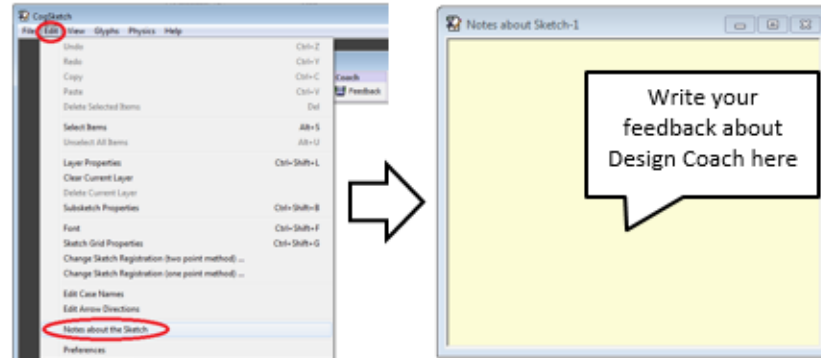 CogSketch
File Edit View Glyphs Physics Help
Undo Ctrl-Z
Redo Ctrl-Y
Copy Ctrl-C
Paste Ctrl-V
Delete Selected Items Del
Select Items Alt+S
Unselect All Items Alt+U
Layer Properties Ctrl-Shift-L
Clear Current Layer
Delete Current Layer
Subsketch Properties Ctrl-Shift-B
Font Ctrl-Shift-F
Sketch Grid Properties Ctrl-Shift-G
Change Sketch Registration (two point method) ...
Change Sketch Registration (one point method) ...
Edit Case Names
Edit Arrow Directions
Notes about the Sketch
Preferences
Coach
Feedback
Notes about Sketch-1
Write your
feedback about
Design Coach here